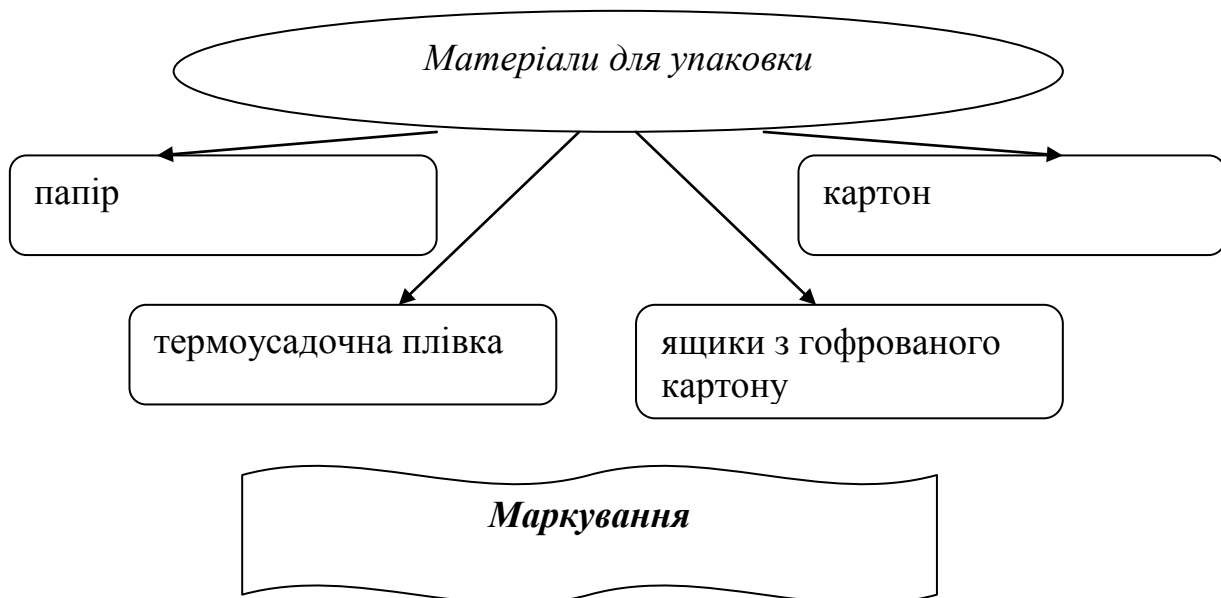 Матеріали для упаковки
папір
картон
термоусадочна плівка
ящики з гофрованого
картону
Маркування